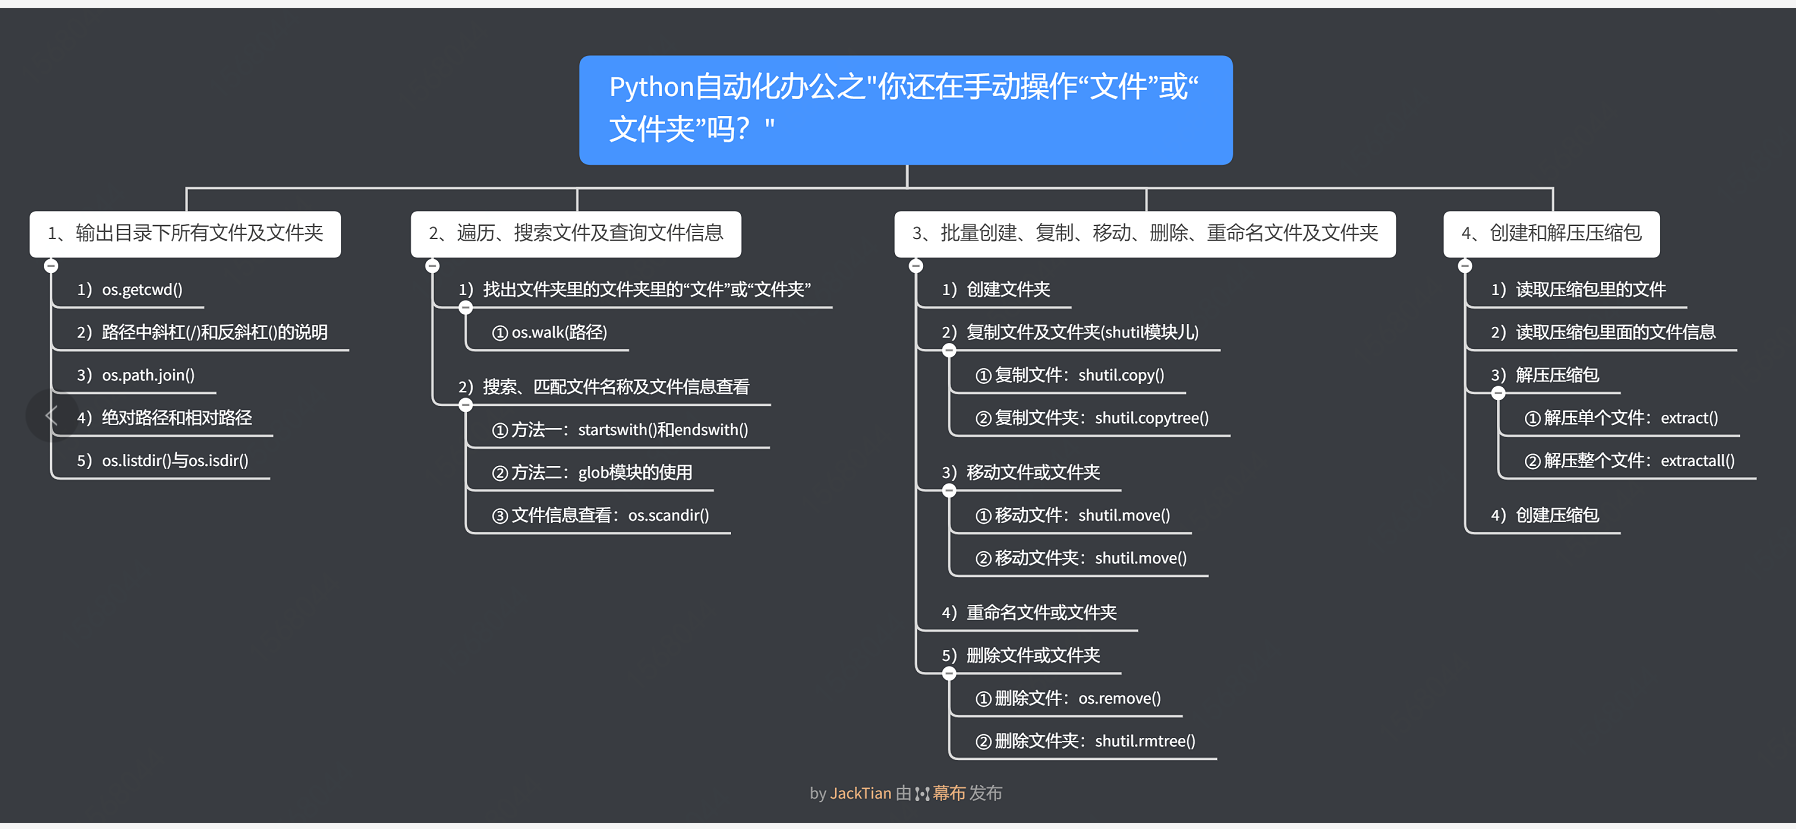 Python自动化办公之"你还在手动操作“文件”或“
文件夹”吗？"
1、输出目录下所有文件及文件夹
1）os.getcwd()
2）路径中斜杠(/)和反斜杠()的说明
3）os.path.join()
4）绝对路径和相对路径
5）os.listdir()与os.isdir()
2、遍历、搜索文件及查询文件信息
1）找出文件夹里的文件夹里的“文件”或“文件夹”
① os.walk(路径)
2）搜索、匹配文件名称及文件信息查看
① 方法一：startswith()和endswith()
② 方法二：glob模块的使用
③ 文件信息查看：os.scandir()
3、批量创建、复制、移动、删除、重命名文件及文件夹
1）创建文件夹
2）复制文件及文件夹(shutil模块儿)
① 复制文件：shutil.copy()
② 复制文件夹：shutil.copytree()
3）移动文件或文件夹
① 移动文件：shutil.move()
② 移动文件夹：shutil.move()
4）重命名文件或文件夹
5）删除文件或文件夹
① 删除文件：os.remove()
② 删除文件夹：shutil.rmtree()
4、创建和解压压缩包
1）读取压缩包里的文件
2）读取压缩包里面的文件信息
3）解压压缩包
① 解压单个文件：extract()
② 解压整个文件：extractall()
4）创建压缩包
by JackTian 由 幕布 发布